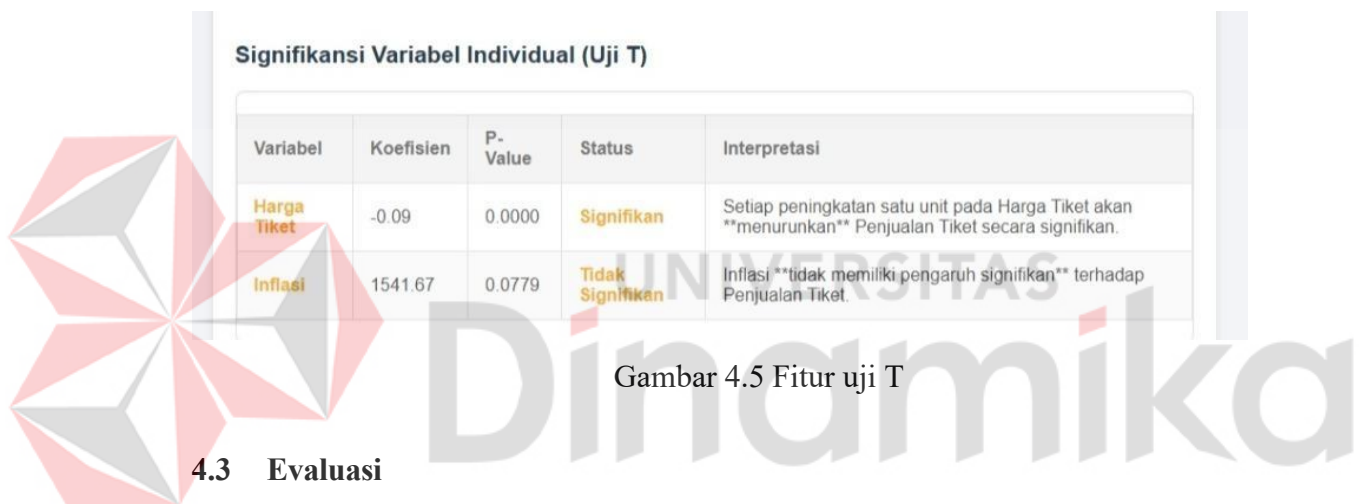 Signifikansi Variabel Individual (Uji T)
Variabel Koefisien P-
Value Status Interpretasi
Harga
Tiket -0.09 0.0000 Signifikan Setiap peningkatan satu unit pada Harga Tiket akan
**menurunkan** Penjualan Tiket secara signifikan.
Inflasi 1541.67 0.0779 Tidak
Signifikan Inflasi **tidak memiliki pengaruh signifikan** terhadap
Penjualan Tiket.
UNIVERSITAS
Dinamika
Gambar 4.5 Fitur uji T
4.3 Evaluasi